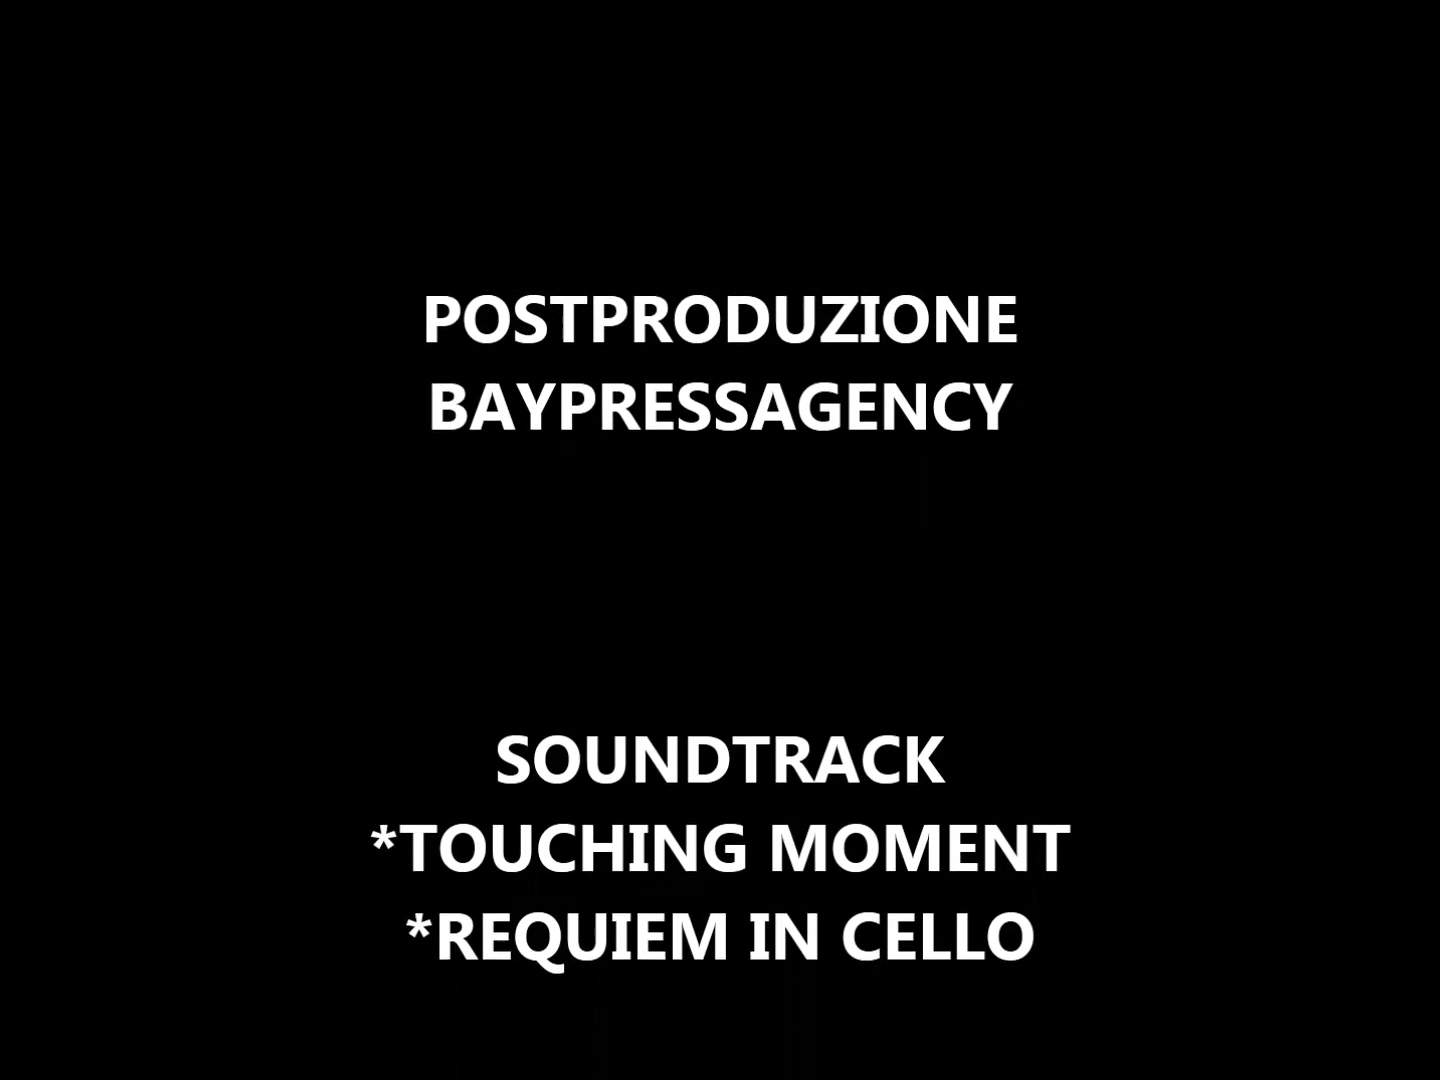 POSTPRODUZIONE
BAYPRESSAGENCY
SOUNDTRACK
*TOUCHING MOMENT
*REQUIEM IN CELLO